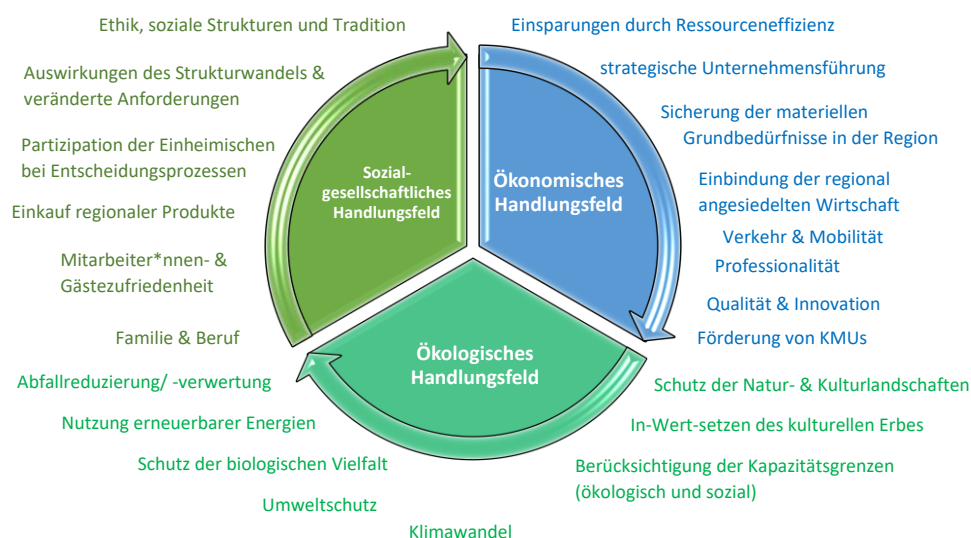 Ethik, soziale Strukturen und Tradition
Auswirkungen des Strukturwandels &
veränderte Anforderungen
Partizipation der Einheimischen
bei Entscheidungsprozessen
Einkauf regionaler Produkte
Mitarbeiter*nnen- &
Gästezufriedenheit
Familie & Beruf
Sozial-
gesellschaftliches
Handlungsfeld
Ökonomisches
Handlungsfeld
Einsparungen durch Ressourceneffizienz
strategische Unternehmensführung
Sicherung der materiellen
Grundbedürfnisse in der Region
Einbindung der regional
angesiedelten Wirtschaft
Verkehr & Mobilität
Professionalität
Qualität & Innovation
Förderung von KMUs
Ökologisches
Handlungsfeld
Abfallreduzierung/ -verwertung
Nutzung erneuerbarer Energien
Schutz der biologischen Vielfalt
Umweltschutz
Klimawandel
Schutz der Natur- & Kulturlandschaften
In-Wert-setzen des kulturellen Erbes
Berücksichtigung der Kapazitätsgrenzen
(ökologisch und sozial)